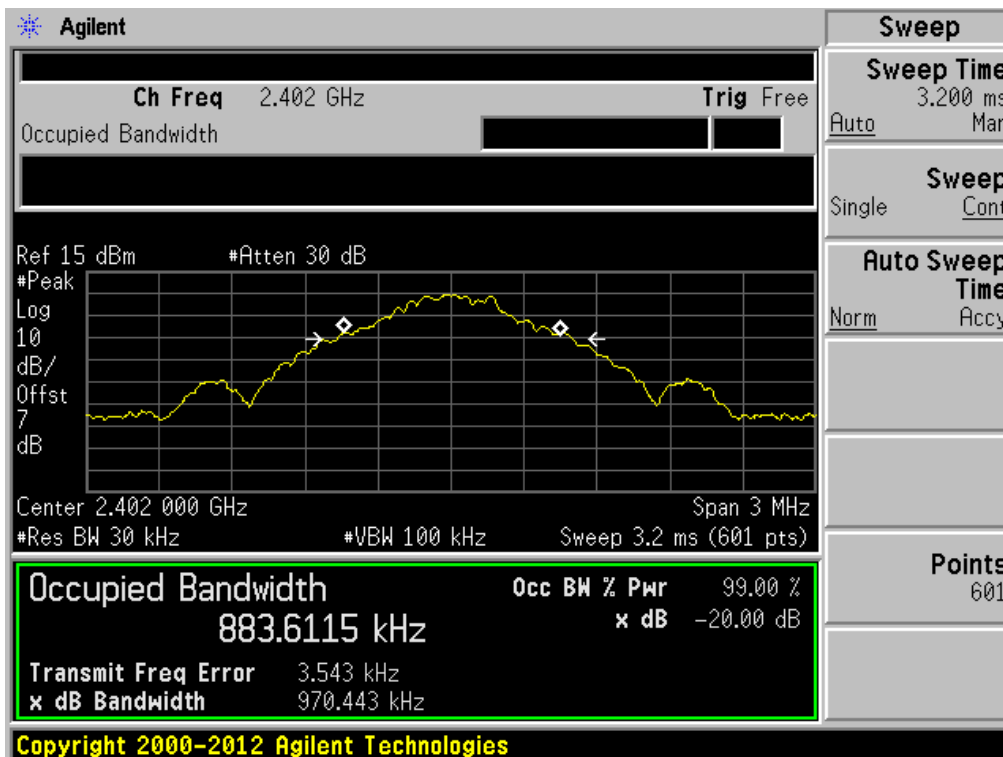 Agilent
Ch Freq 2.402 GHz Trig Free
Occupied Bandwidth
Ref 15 dBm #Atten 30 dB
#Peak
Log
10
dB/
Offst
7
dB
Center 2.402 000 GHz Span 3 MHz
#Res BW 30 kHz #VBW 100 kHz Sweep 3.2 ms (601 pts)
Occupied Bandwidth Occ BW % Pwr 99.00 %
883.6115 kHz x dB -20.00 dB
Transmit Freq Error 3.543 kHz
x dB Bandwidth 970.443 kHz
Copyright 2000-2012 Agilent Technologies
Sweep
Sweep Time
3.200 ms
Auto Man
Sweep
Single Cont
Auto Sweep
Time
Norm Accy
Points
601